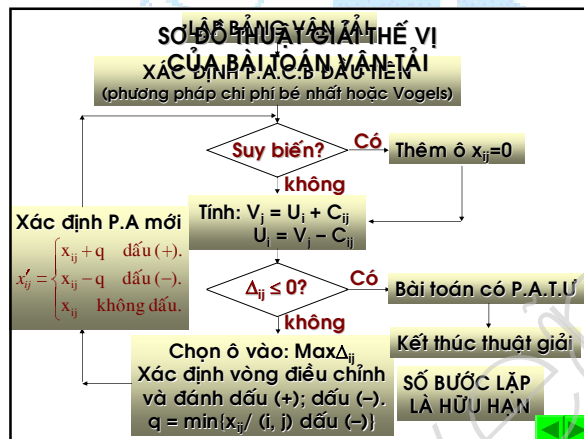 LẬP BẢNG VẬN TẢI
SƠ ĐỒ THUẬT GIẢI THẾ VỊ
CỦA BÀI TOÁN VẬN TẢI
XÁC ĐỊNH P.A.C.B ĐẦU TIÊN
(phương pháp chi phí bé nhất hoặc Vogels)
Suy biến?
Có
Thêm ô xij=0
không
Tính: Vj = Ui + Cij
Ui = Vj – Cij
Xác định P.A mới
x′ij = { xij + q dấu (+).
xij − q dấu (−).
xij không dấu.
Δij ≤ 0?
Có
Bài toán có P.A.T.Ư
không
Kết thúc thuật giải
Chọn ô vào: MaxΔij
Xác định vòng điều chỉnh
và đánh dấu (+); dấu (–).
q = min{xij/ (i, j) dấu (–)}
SỐ BƯỚC LẶP
LÀ HỮU HẠN